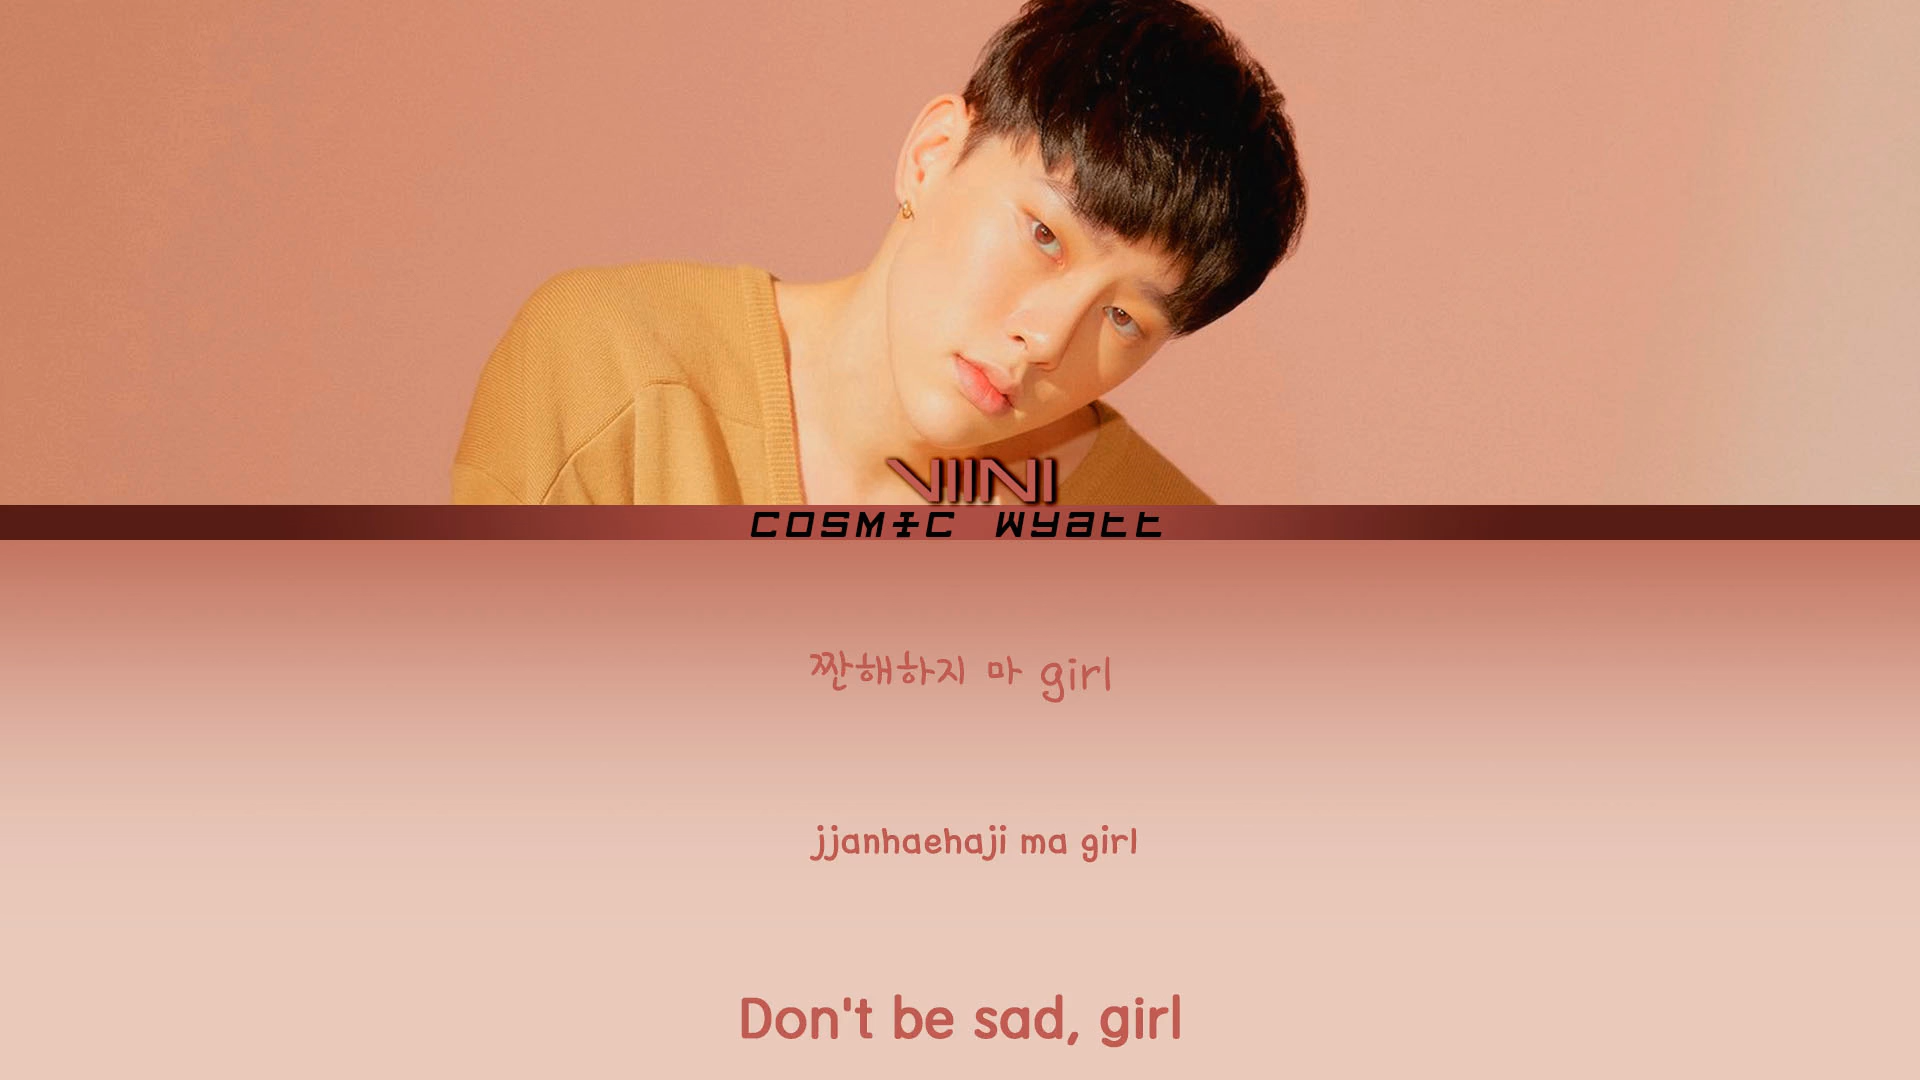 VIINI
COSMIC WYATT
짠해하지 마 girl
jjanhaehaji ma girl
Don't be sad, girl